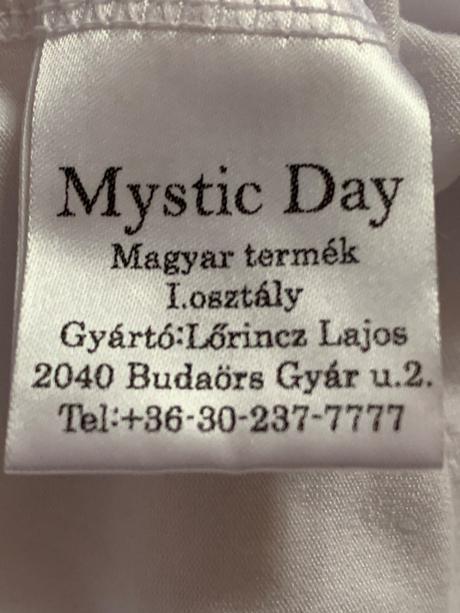 Mystic Day
Magyar termék
I.osztály
Gyártó:Lőrincz Lajos
2040 Budaörs Gyár u.2.
Tel:+36-30-237-7777